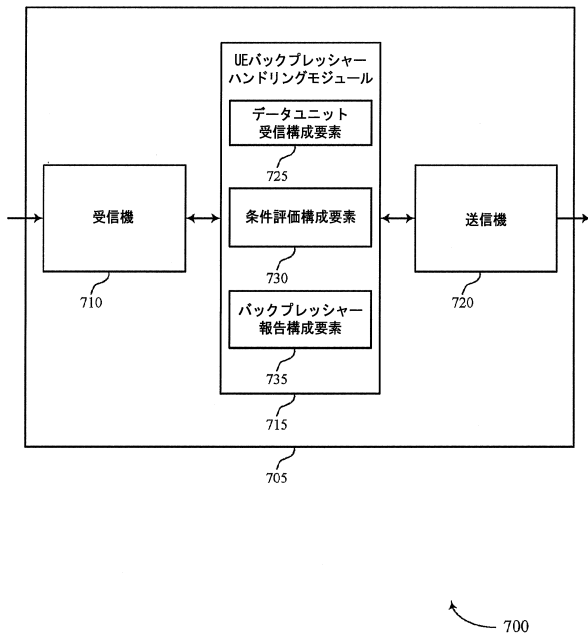 UEバックプレッシャー
ハンドリングモジュール
データユニット
受信構成要素
725
受信機
710
条件評価構成要素
730
送信機
720
バックプレッシャー
報告構成要素
735
715
705
700